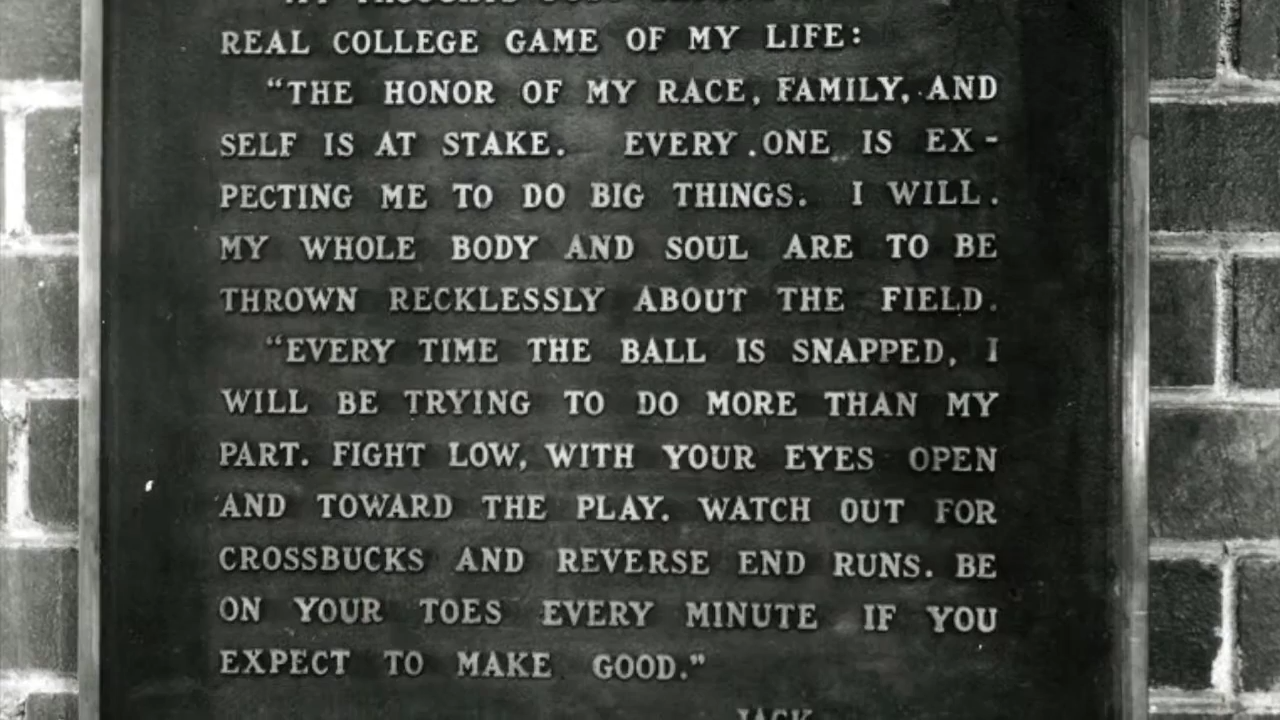 MY THOUGHTS
REAL COLLEGE GAME OF MY LIFE:
"THE HONOR OF MY RACE, FAMILY, AND
SELF IS AT STAKE. EVERY ONE IS EX-
PECTING ME TO DO BIG THINGS. I WILL.
MY WHOLE BODY AND SOUL ARE TO BE
THROWN RECKLESSLY ABOUT THE FIELD.
"EVERY TIME THE BALL IS SNAPPED, I
WILL BE TRYING TO DO MORE THAN MY
PART. FIGHT LOW, WITH YOUR EYES OPEN
AND TOWARD THE PLAY. WATCH OUT FOR
CROSSBUCKS AND REVERSE END RUNS. BE
ON YOUR TOES EVERY MINUTE IF YOU
EXPECT TO MAKE GOOD."
JACK